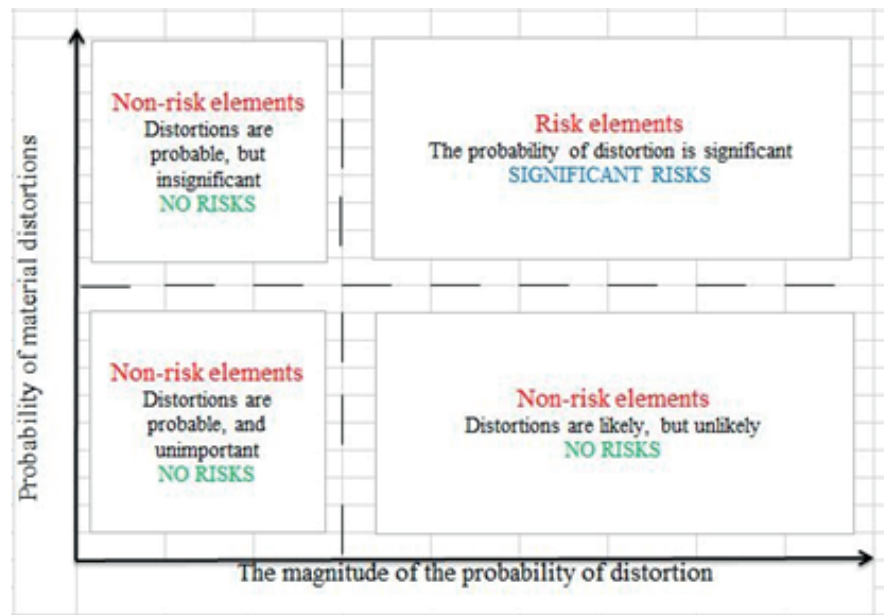 Probability of material distortions
Non-risk elements
Distortions are
probable, but
insignificant
NO RISKS
Risk elements
The probability of distortion is significant
SIGNIFICANT RISKS
Non-risk elements
Distortions are
probable, and
unimportant
NO RISKS
Non-risk elements
Distortions are likely, but unlikely
NO RISKS
The magnitude of the probability of distortion